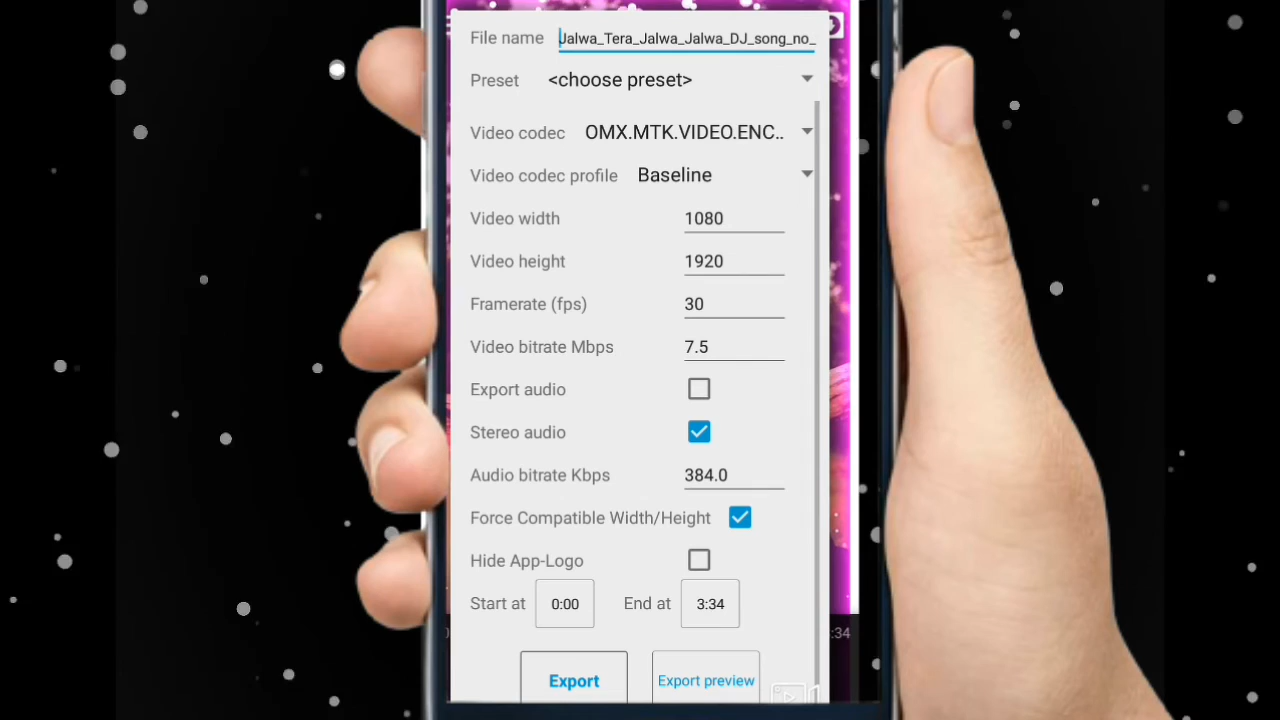 File name Jalwa_Tera_Jalwa_Jalwa_DJ_song_no_
Preset <choose preset>
Video codec OMX.MTK.VIDEO.ENC..
Video codec profile Baseline
Video width 1080
Video height 1920
Framerate (fps) 30
Video bitrate Mbps 7.5
Export audio
Stereo audio
Audio bitrate Kbps 384.0
Force Compatible Width/Height
Hide App-Logo
Start at 0:00 End at 3:34
:34
Export Export preview